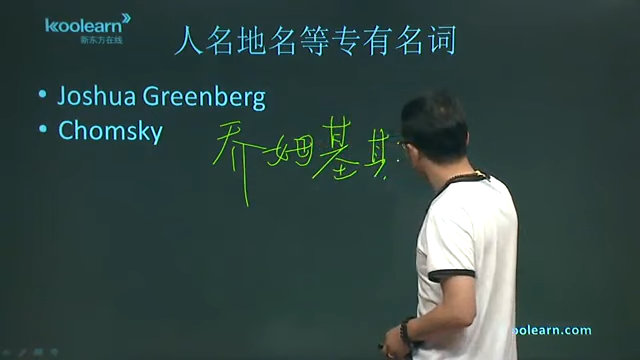 koolearn
新东方在线
人名地名等专有名词
• Joshua Greenberg
• Chomsky
乔姆基其
oolearn.com